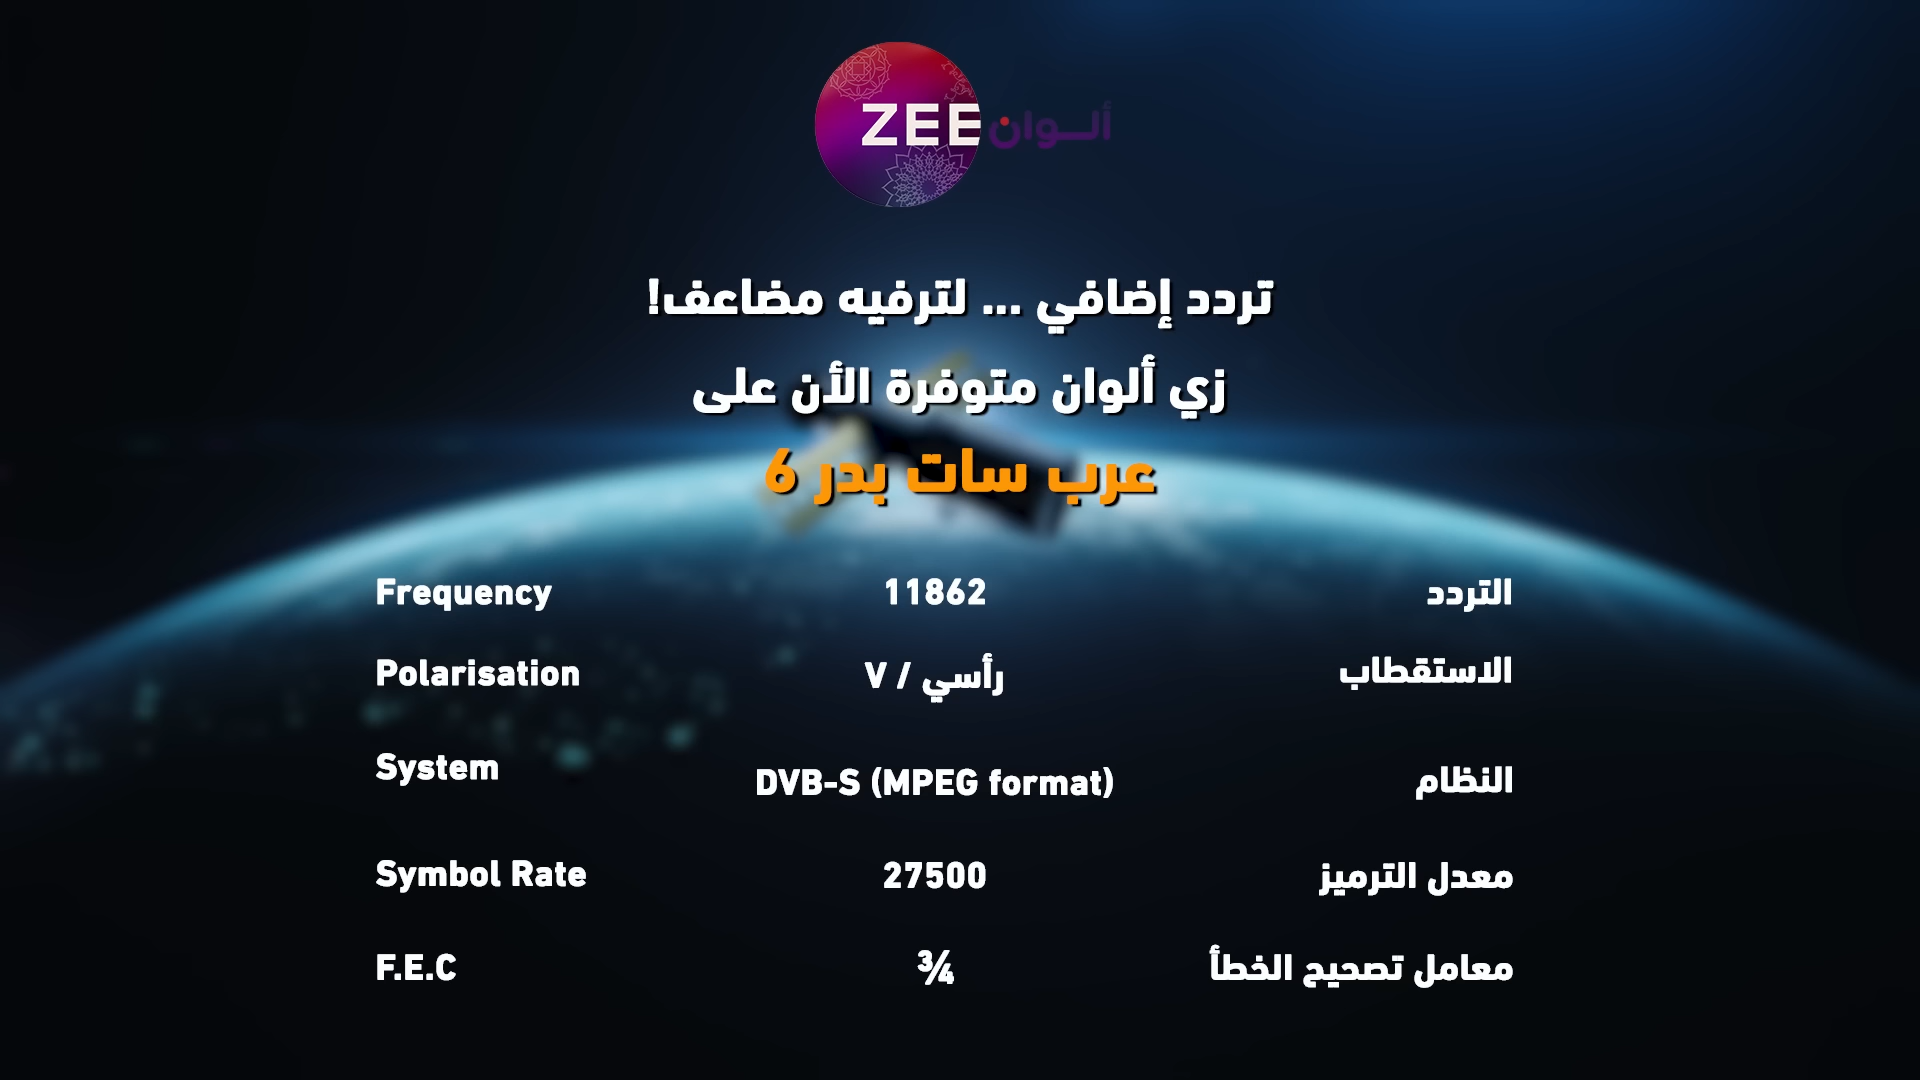 ZEE ألوان
تردد إضافي ... لترفيه مضاعف!
زي ألوان متوفرة الأن على
عرب سات بدر 6
Frequency 11862 التردد
Polarisation رأسي / V الاستقطاب
System DVB-S (MPEG format) النظام
Symbol Rate 27500 معدل الترميز
F.E.C ¾ معامل تصحيح الخطأ